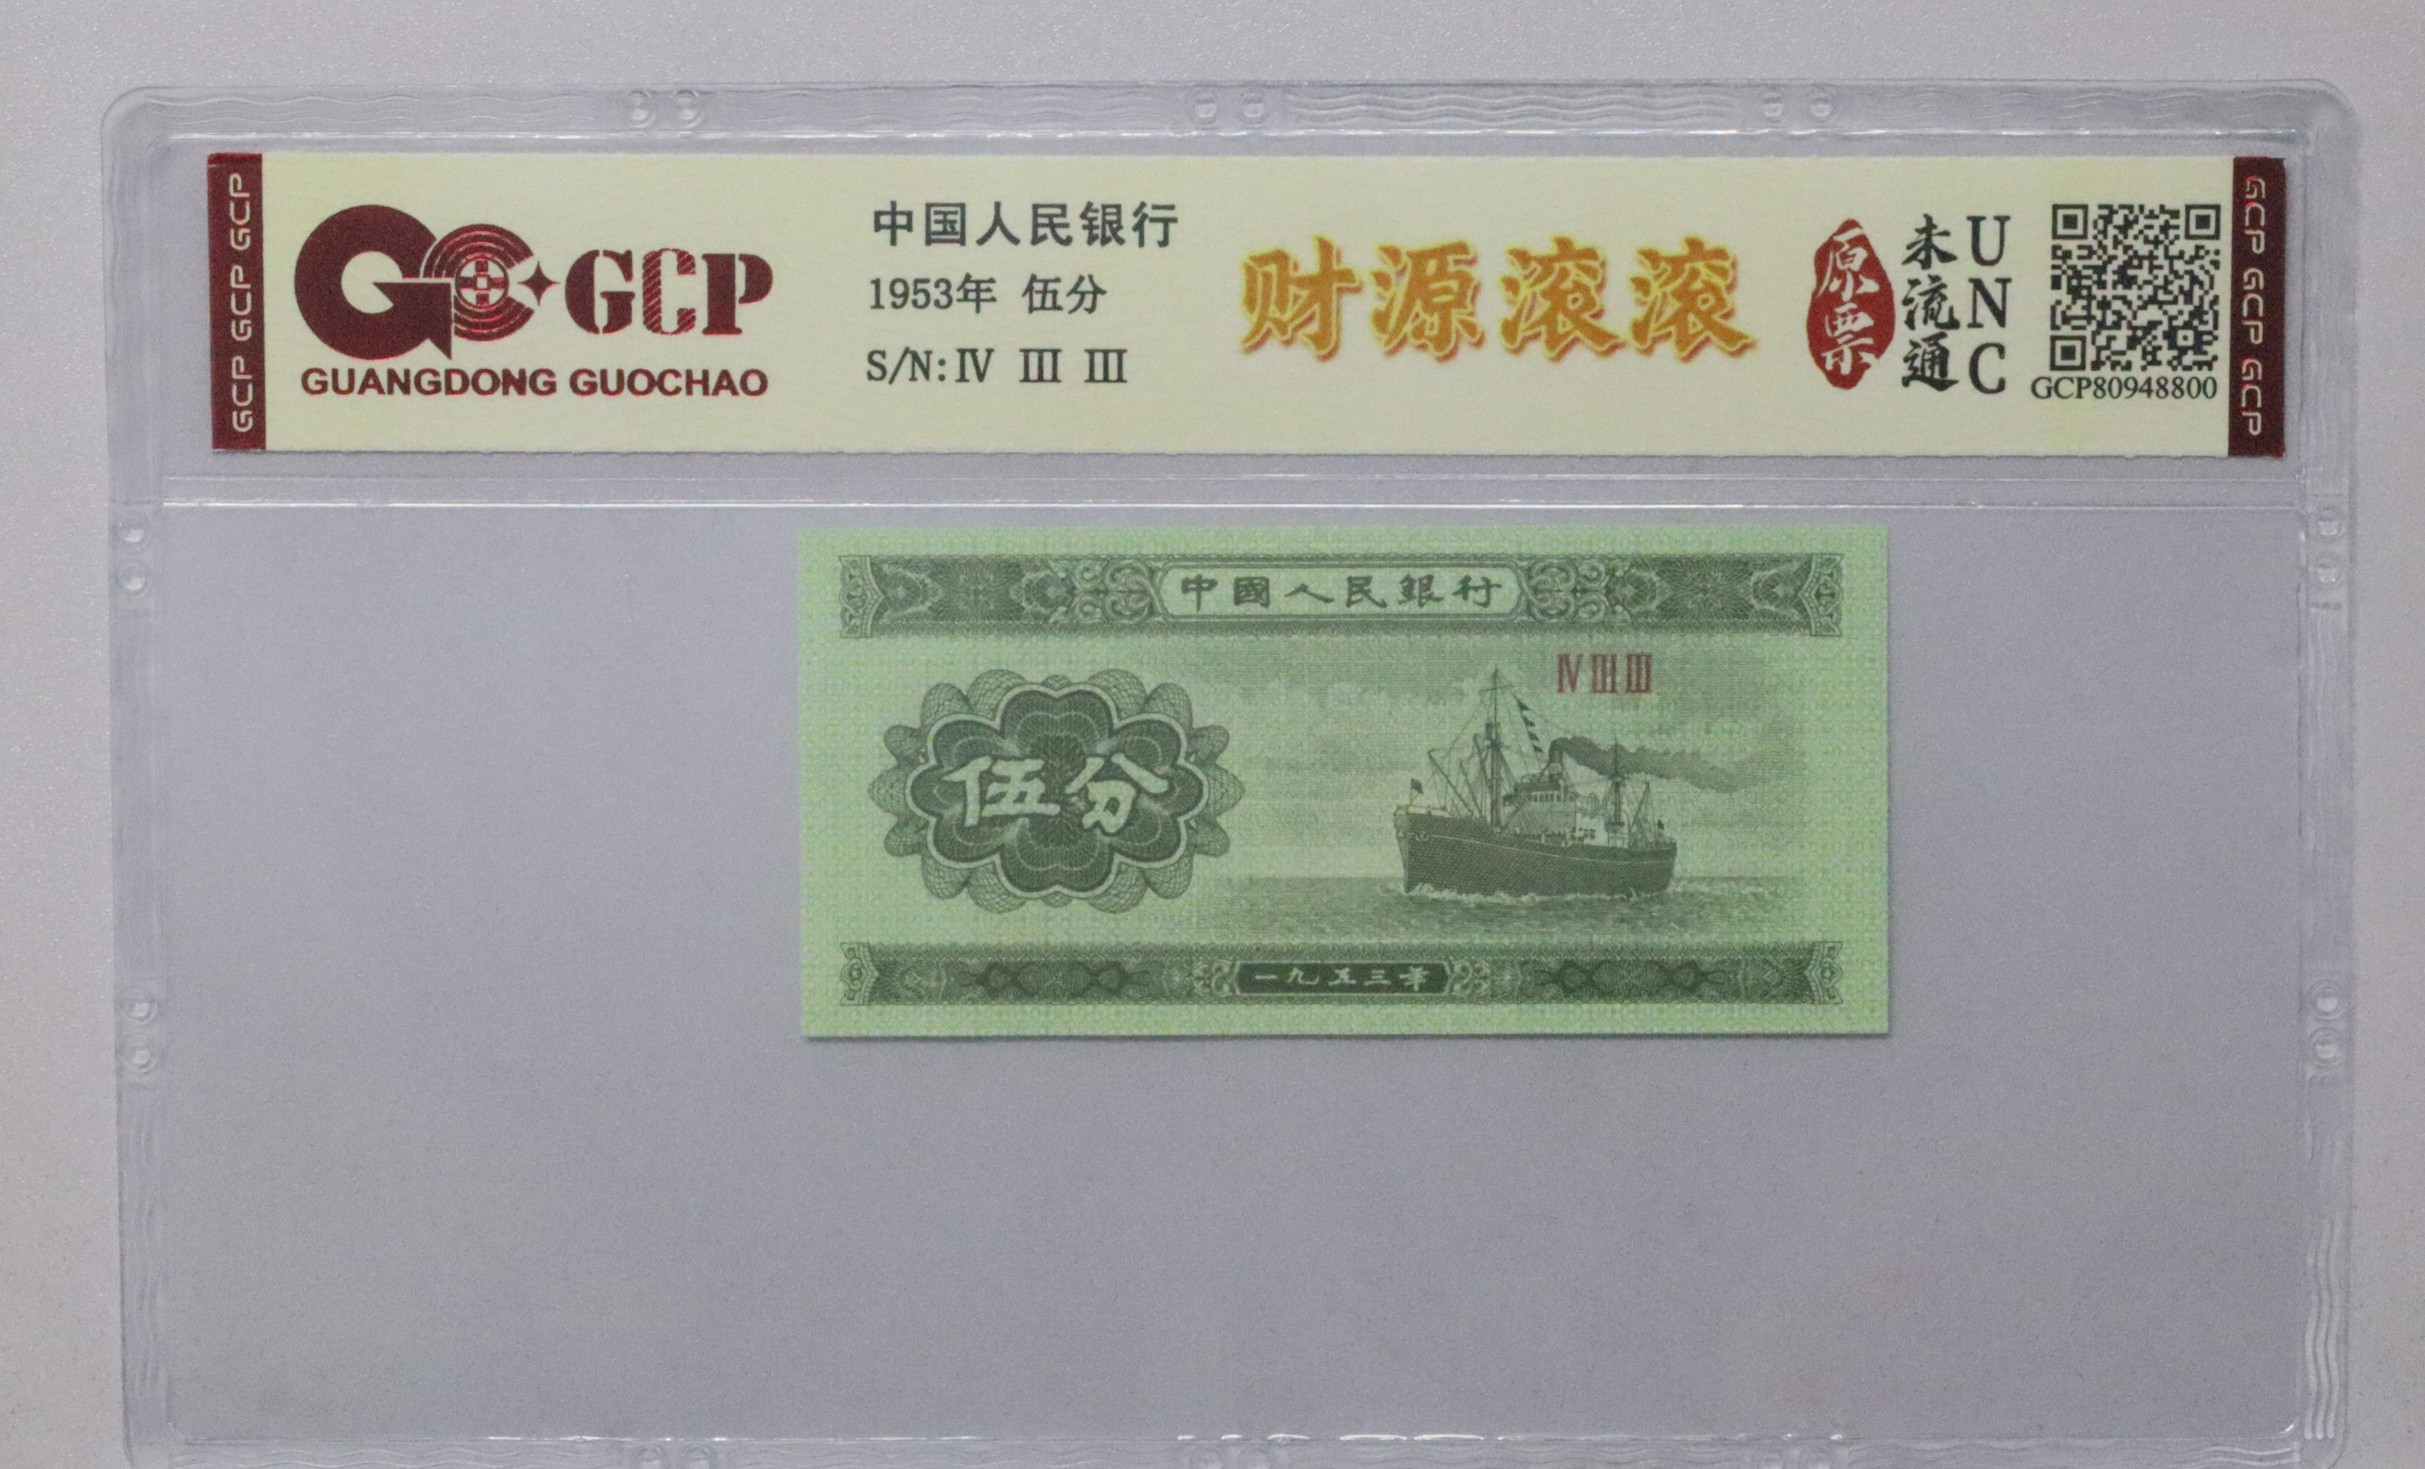 GCP GCP GCP
GCP
GUANGDONG GUOCHAO
中国人民银行
1953年 伍分
S/N: Ⅳ Ⅲ Ⅲ
财源滚滚
原票
未流通
UNC
GCP80948800
GCP GCP GCP
中國人民銀行
Ⅳ Ⅲ Ⅲ
伍分
一九五三年